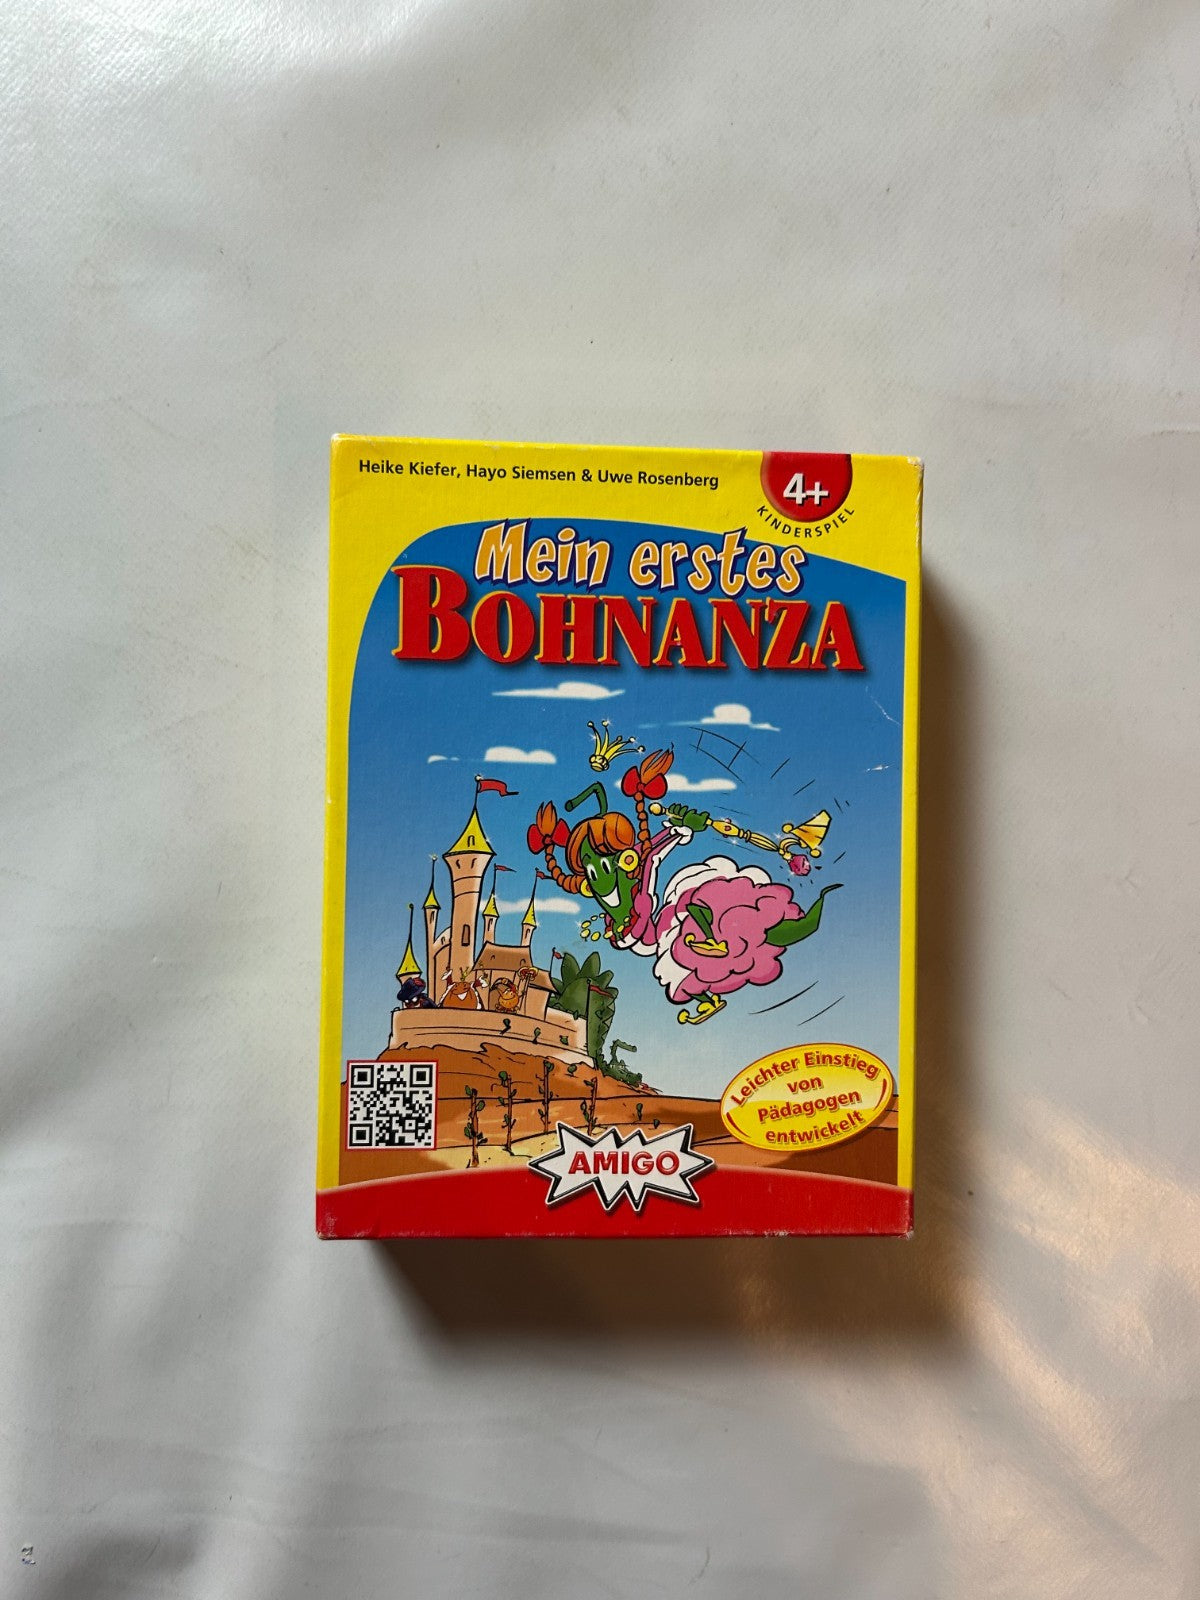 Heike Kiefer, Hayo Siemsen & Uwe Rosenberg
4+
KINDERSPIEL
Mein erstes
BOHNANZA
Leichter Einstieg
von
Pädagogen
entwickelt
AMIGO